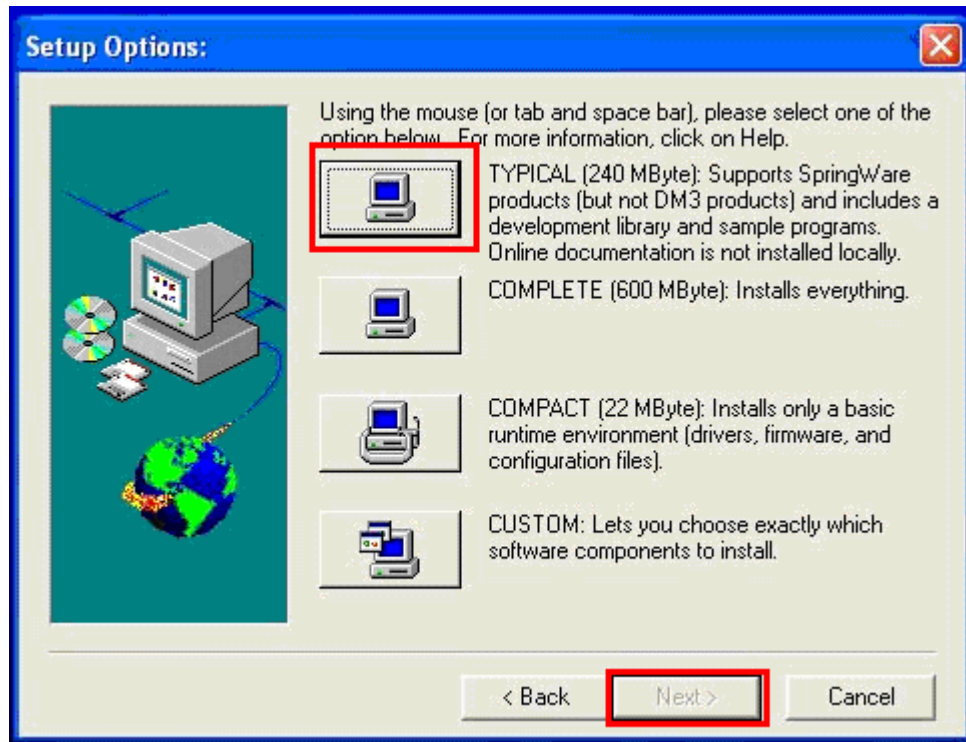 Setup Options:
Using the mouse (or tab and space bar), please select one of the
option below. For more information, click on Help.
TYPICAL (240 MByte): Supports SpringWare
products (but not DM3 products) and includes a
development library and sample programs.
Online documentation is not installed locally.
COMPLETE (600 MByte): Installs everything.
COMPACT (22 MByte): Installs only a basic
runtime environment (drivers, firmware, and
configuration files).
CUSTOM: Lets you choose exactly which
software components to install.
< Back
Next >
Cancel